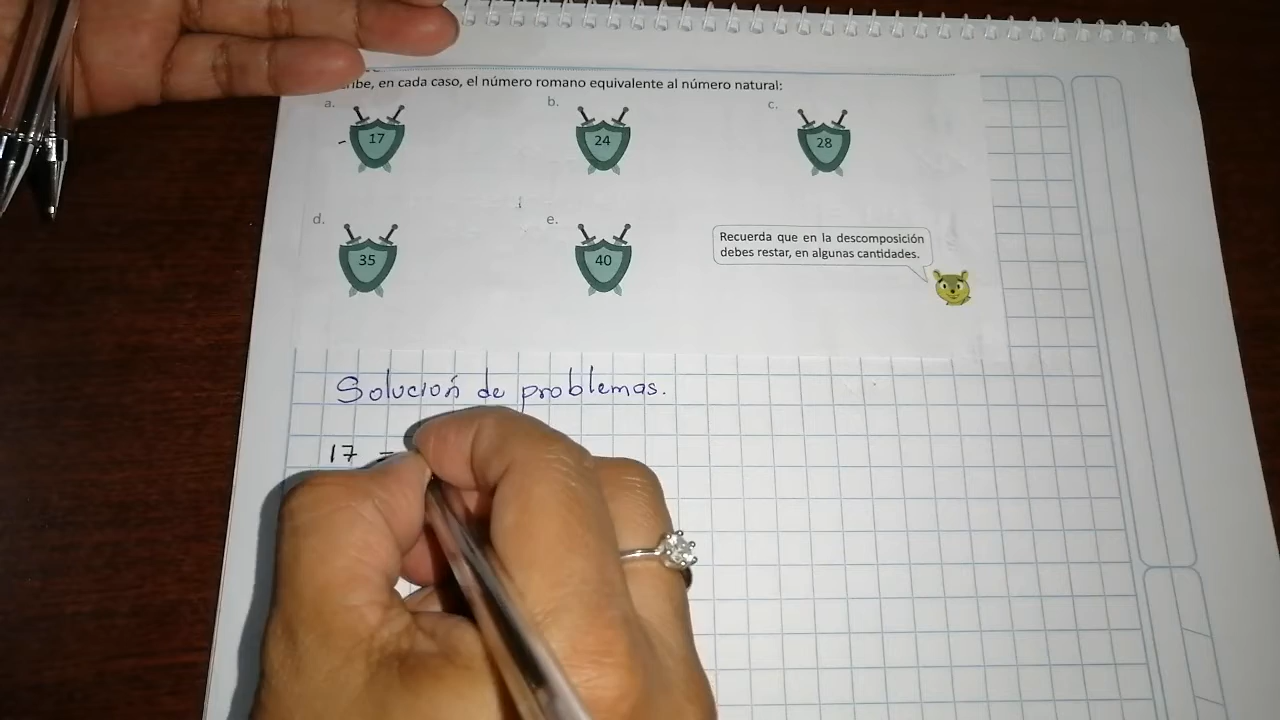 en cada caso, el número romano equivalente al número natural:
a. b. c.
17 24 28
d. e.
35 40
Recuerda que en la descomposición
debes restar, en algunas cantidades.
Solución de problemas.
17 =